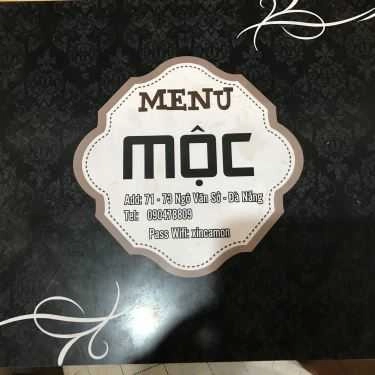 MENU
MỘC
Add: 71 - 73 Ngô Văn Sở - Đà Nẵng
Tel: 090478809
Pass Wifi: xincamon